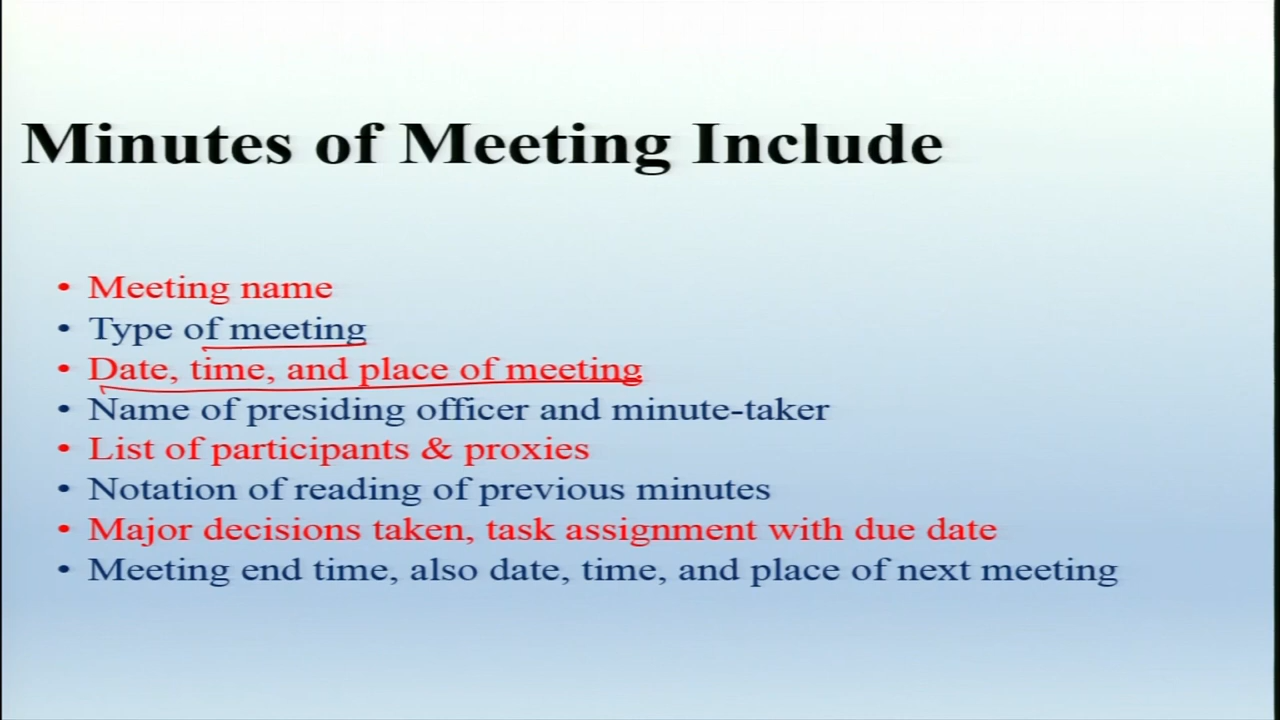 Minutes of Meeting Include
• Meeting name
• Type of meeting
• Date, time, and place of meeting
• Name of presiding officer and minute-taker
• List of participants & proxies
• Notation of reading of previous minutes
• Major decisions taken, task assignment with due date
• Meeting end time, also date, time, and place of next meeting